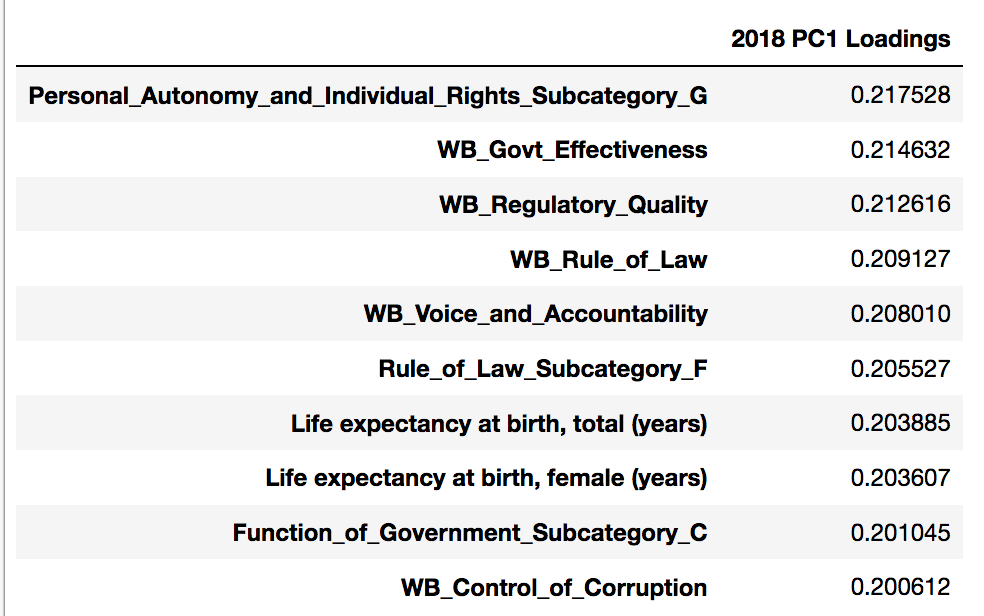 2018 PC1 Loadings
Personal_Autonomy_and_Individual_Rights_Subcategory_G 0.217528
WB_Govt_Effectiveness 0.214632
WB_Regulatory_Quality 0.212616
WB_Rule_of_Law 0.209127
WB_Voice_and_Accountability 0.208010
Rule_of_Law_Subcategory_F 0.205527
Life expectancy at birth, total (years) 0.203885
Life expectancy at birth, female (years) 0.203607
Function_of_Government_Subcategory_C 0.201045
WB_Control_of_Corruption 0.200612